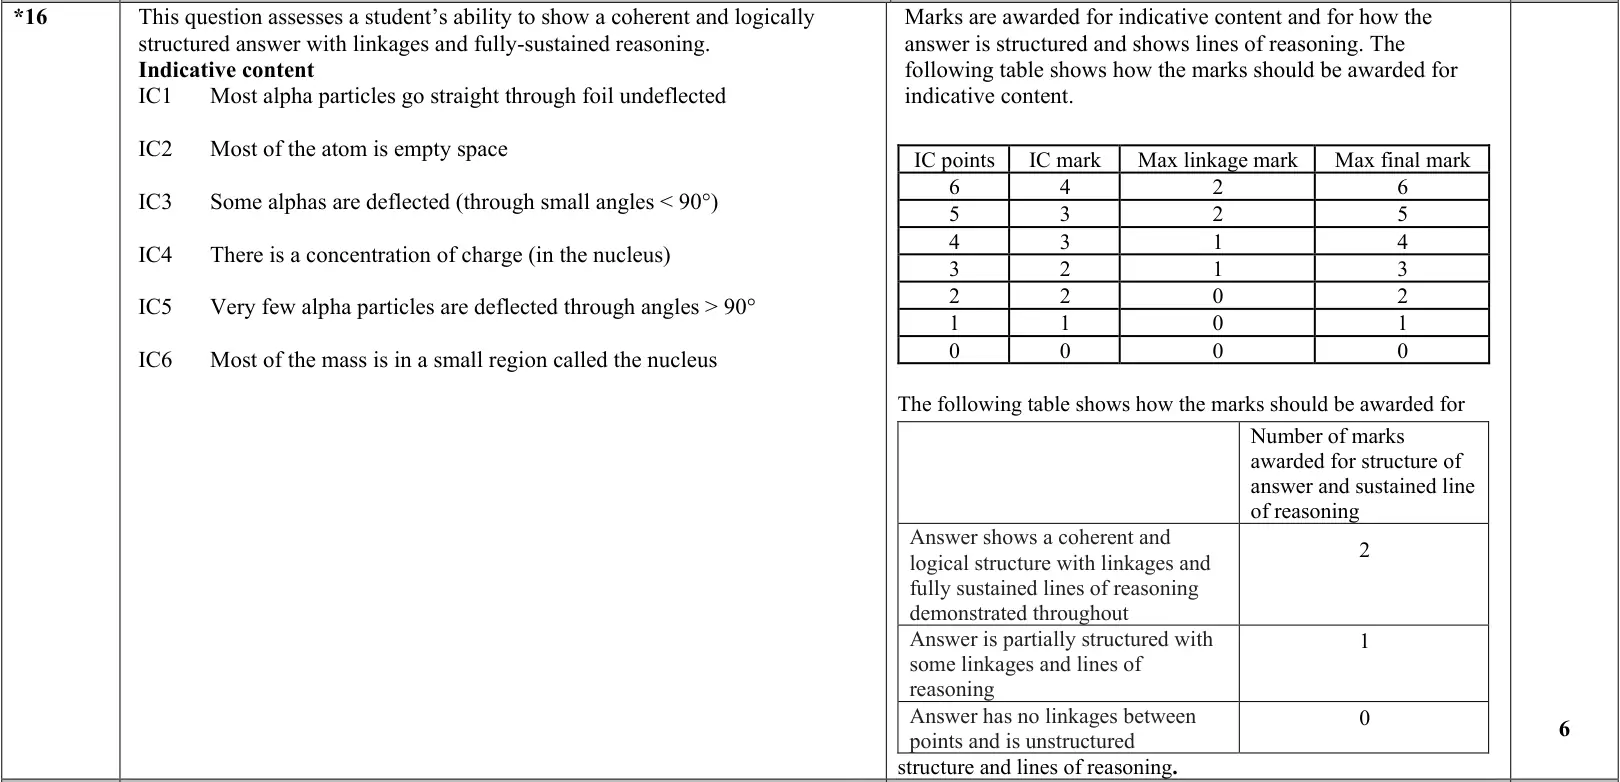 *16
This question assesses a student’s ability to show a coherent and logically
structured answer with linkages and fully-sustained reasoning.
Indicative content
IC1 Most alpha particles go straight through foil undeflected
IC2 Most of the atom is empty space
IC3 Some alphas are deflected (through small angles < 90°)
IC4 There is a concentration of charge (in the nucleus)
IC5 Very few alpha particles are deflected through angles > 90°
IC6 Most of the mass is in a small region called the nucleus
Marks are awarded for indicative content and for how the
answer is structured and shows lines of reasoning. The
following table shows how the marks should be awarded for
indicative content.
IC points IC mark Max linkage mark Max final mark
6 4 2 6
5 3 2 5
4 3 1 4
3 2 1 3
2 2 0 2
1 1 0 1
0 0 0 0
The following table shows how the marks should be awarded for
Number of marks
awarded for structure of
answer and sustained line
of reasoning
Answer shows a coherent and
logical structure with linkages and
fully sustained lines of reasoning
demonstrated throughout
2
Answer is partially structured with
some linkages and lines of
reasoning
1
Answer has no linkages between
points and is unstructured
0
structure and lines of reasoning.
6